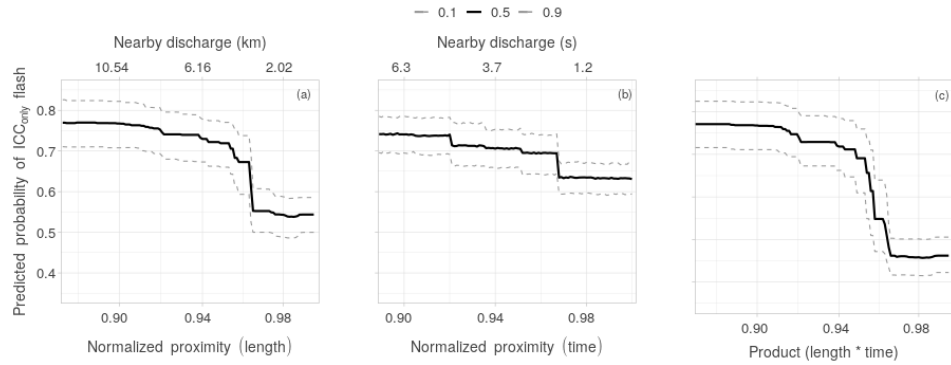 0.1 0.5 0.9
Nearby discharge (km)
10.54 6.16 2.02
Nearby discharge (s)
6.3 3.7 1.2
(a)
(b)
(c)
Predicted probability of ICConly flash
0.8
0.7
0.6
0.5
0.4
0.90 0.94 0.98
Normalized proximity (length)
0.90 0.94 0.98
Normalized proximity (time)
0.90 0.94 0.98
Product (length * time)